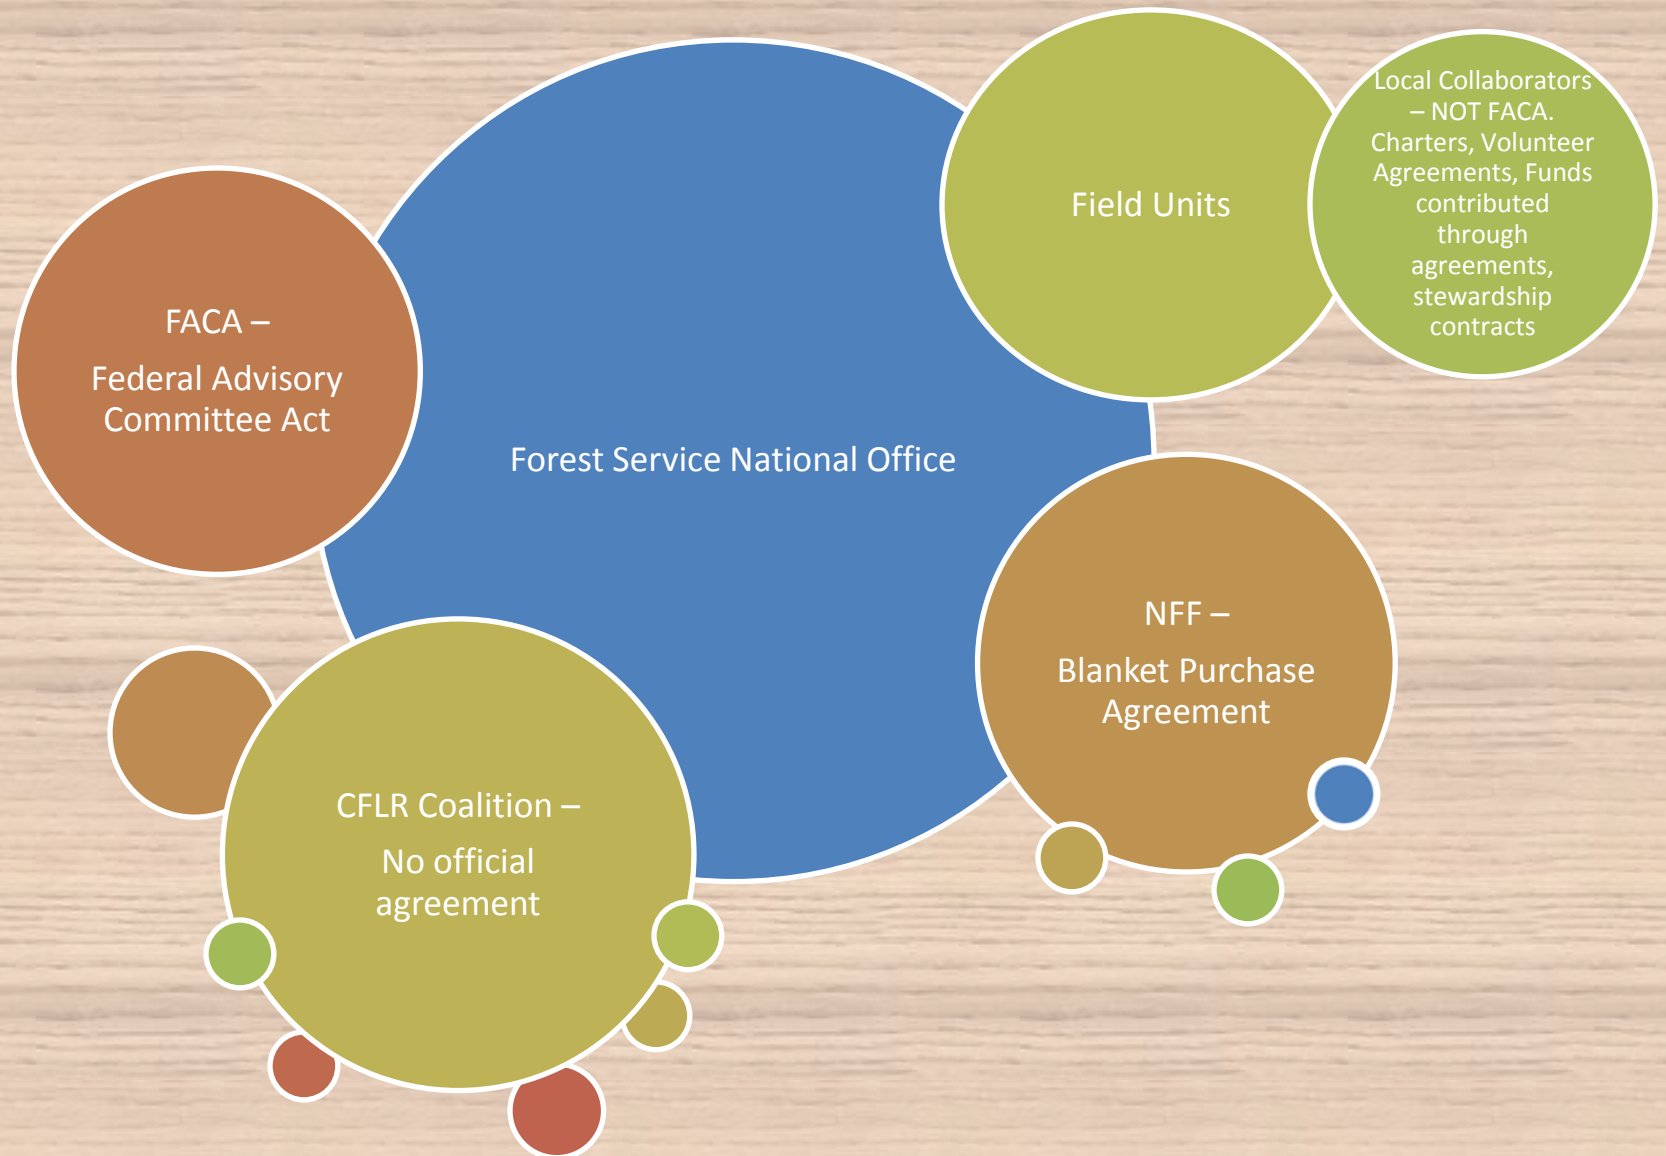 FACA –
Federal Advisory
Committee Act
Forest Service National Office
Field Units
Local Collaborators
– NOT FACA.
Charters, Volunteer
Agreements, Funds
contributed
through
agreements,
stewardship
contracts
NFF –
Blanket Purchase
Agreement
CFLR Coalition –
No official
agreement